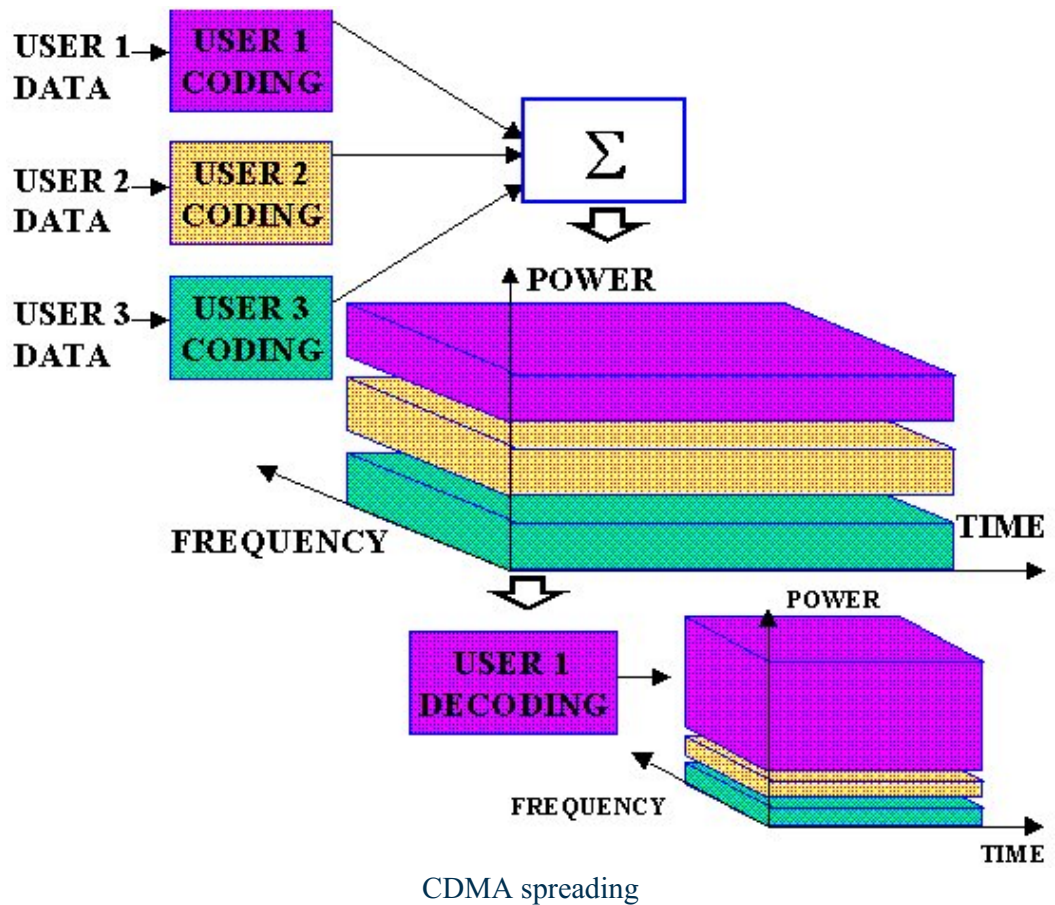 USER 1
DATA
USER 1
CODING
USER 2
DATA
USER 2
CODING
Σ
USER 3
DATA
USER 3
CODING
POWER
FREQUENCY
TIME
USER 1
DECODING
POWER
FREQUENCY
TIME
CDMA spreading